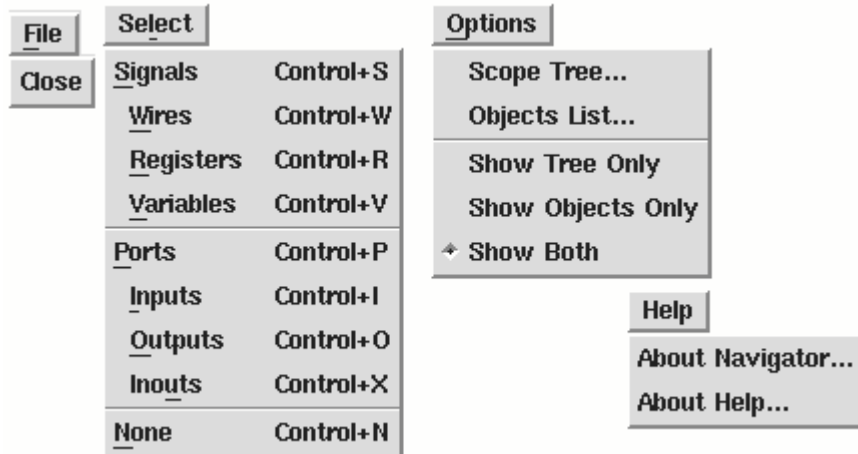 File
Close
Select
Signals Control+S
Wires Control+W
Registers Control+R
Variables Control+V
Ports Control+P
Inputs Control+I
Outputs Control+O
Inouts Control+X
None Control+N
Options
Scope Tree...
Objects List...
Show Tree Only
Show Objects Only
Show Both
Help
About Navigator...
About Help...